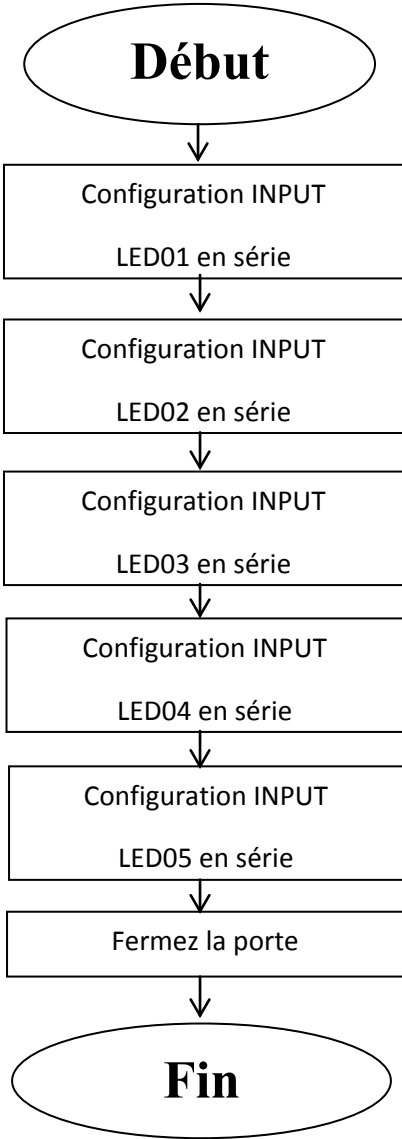 Début
Configuration INPUT
LED01 en série
Configuration INPUT
LED02 en série
Configuration INPUT
LED03 en série
Configuration INPUT
LED04 en série
Configuration INPUT
LED05 en série
Fermez la porte
Fin